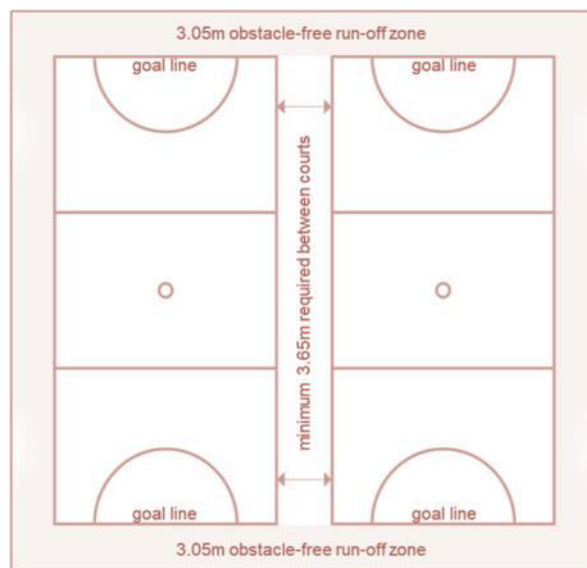 3.05m obstacle-free run-off zone
goal line
goal line
minimum 3.65m required between courts
goal line
goal line
3.05m obstacle-free run-off zone